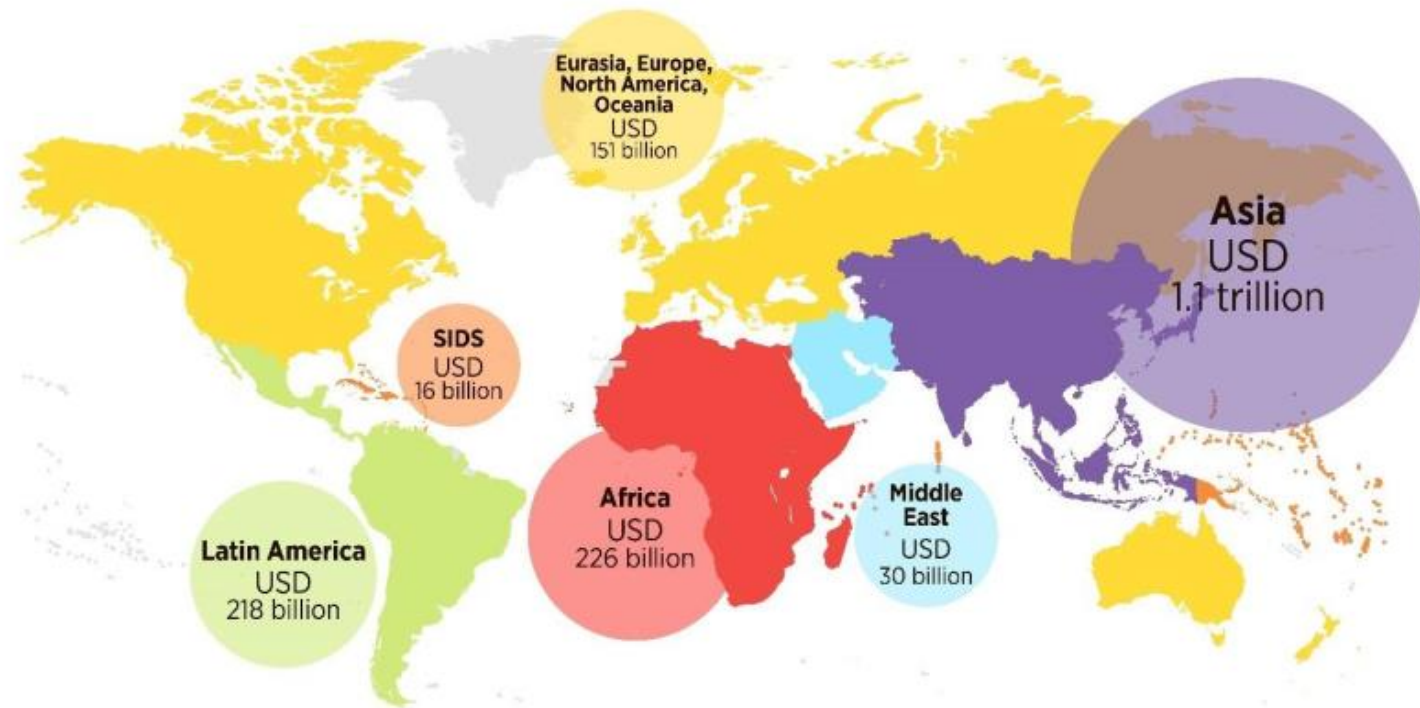 Eurasia, Europe,
North America,
Oceania
USD
151 billion
Asia
USD
1.1 trillion
SIDS
USD
16 billion
Africa
USD
226 billion
Middle
East
USD
30 billion
Latin America
USD
218 billion